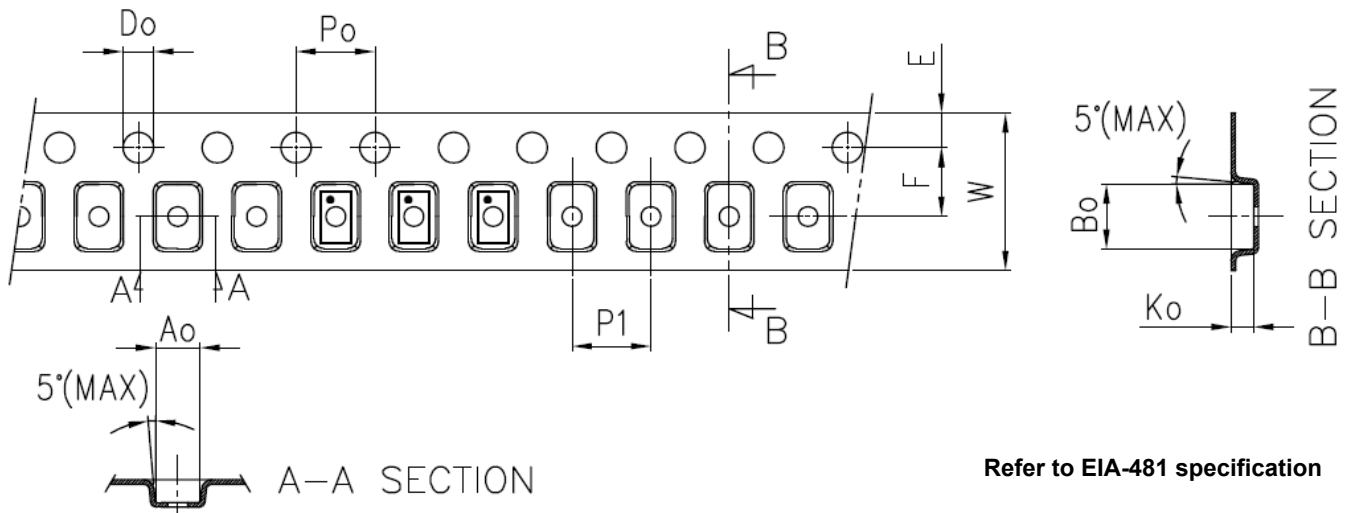 Do
Po
B
E
5°(MAX)
F
W
Bo
B-B SECTION
A
A
P1
B
Ko
Ao
5°(MAX)
A-A SECTION
Refer to EIA-481 specification